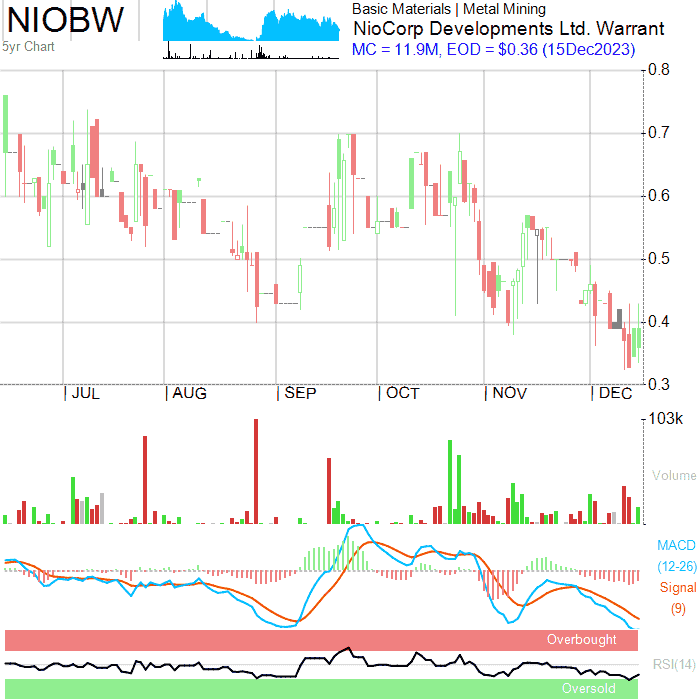 NIOBW
5yr Chart
Basic Materials | Metal Mining
NioCorp Developments Ltd. Warrant
MC = 11.9M, EOD = $0.36 (15Dec2023)
0.8
0.7
0.6
0.5
0.4
0.3
| JUL | AUG | SEP | OCT | NOV | DEC
103k
Volume
MACD
(12-26)
Signal
(9)
Overbought
RSI(14)
Oversold